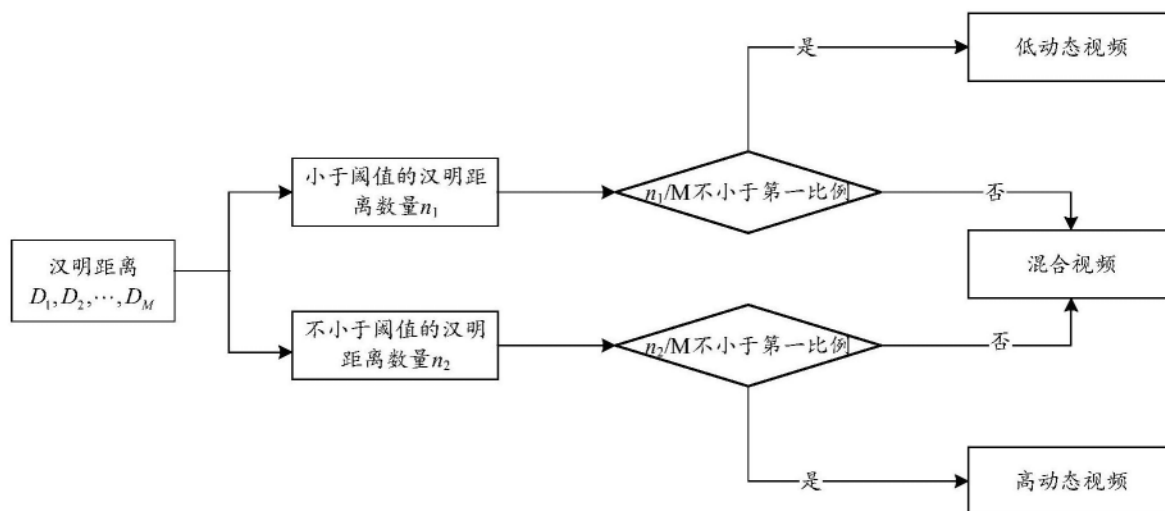 是
低动态视频
小于阈值的汉明距
离数量n₁
n₁/M不小于第一比例
否
汉明距离
D₁,D₂,⋯,D_M
混合视频
不小于阈值的汉明
距离数量n₂
n₂/M不小于第一比例
否
是
高动态视频